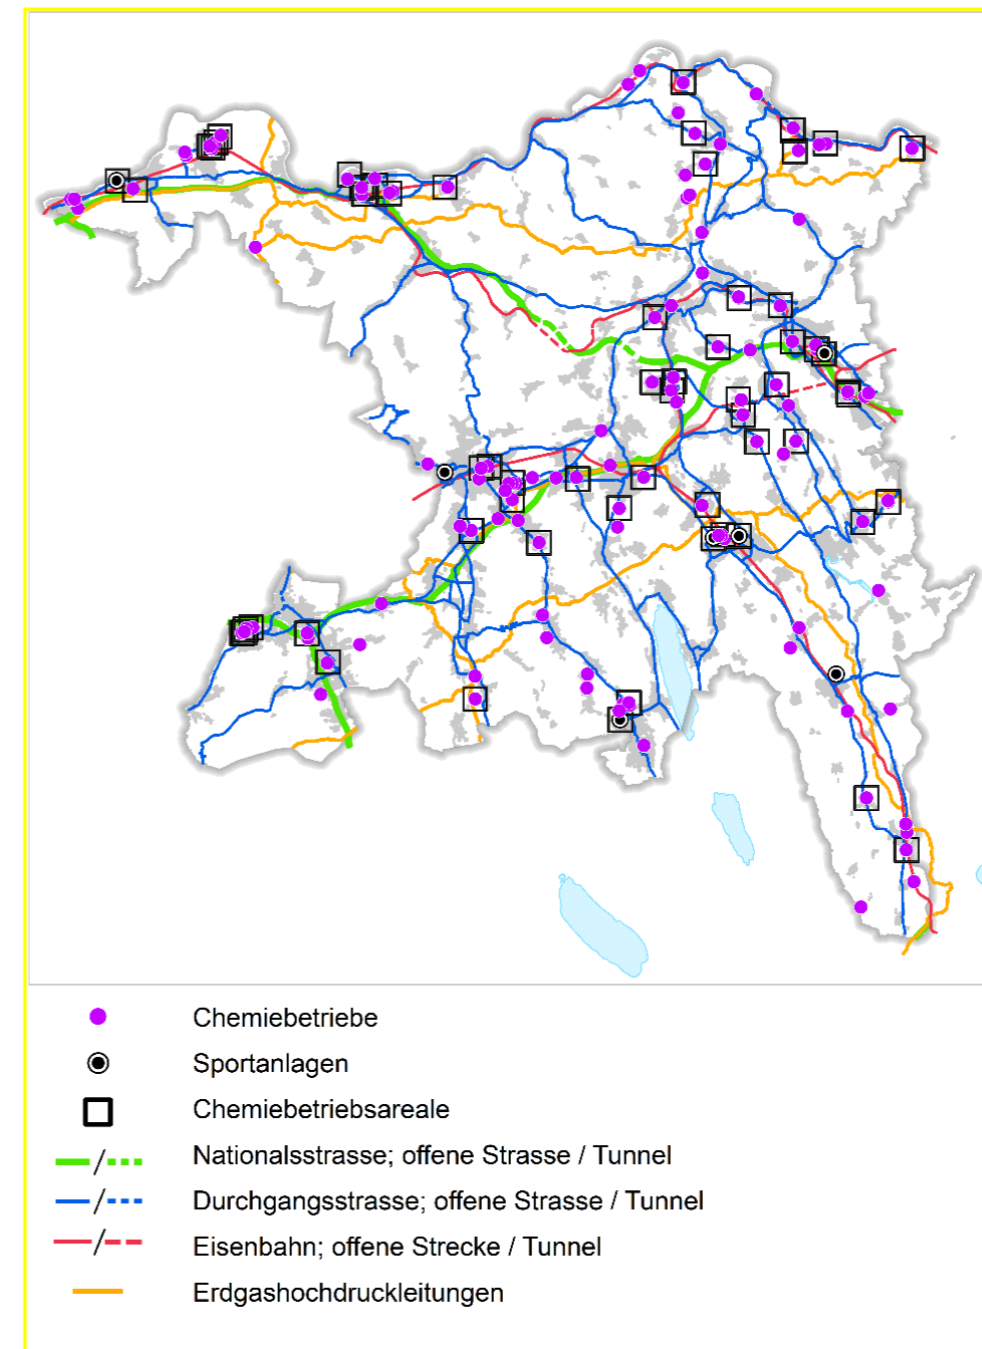 Chemiebetriebe
Sportanlagen
Chemiebetriebsareale
Nationalsstrasse; offene Strasse / Tunnel
Durchgangsstrasse; offene Strasse / Tunnel
Eisenbahn; offene Strecke / Tunnel
Erdgashochdruckleitungen